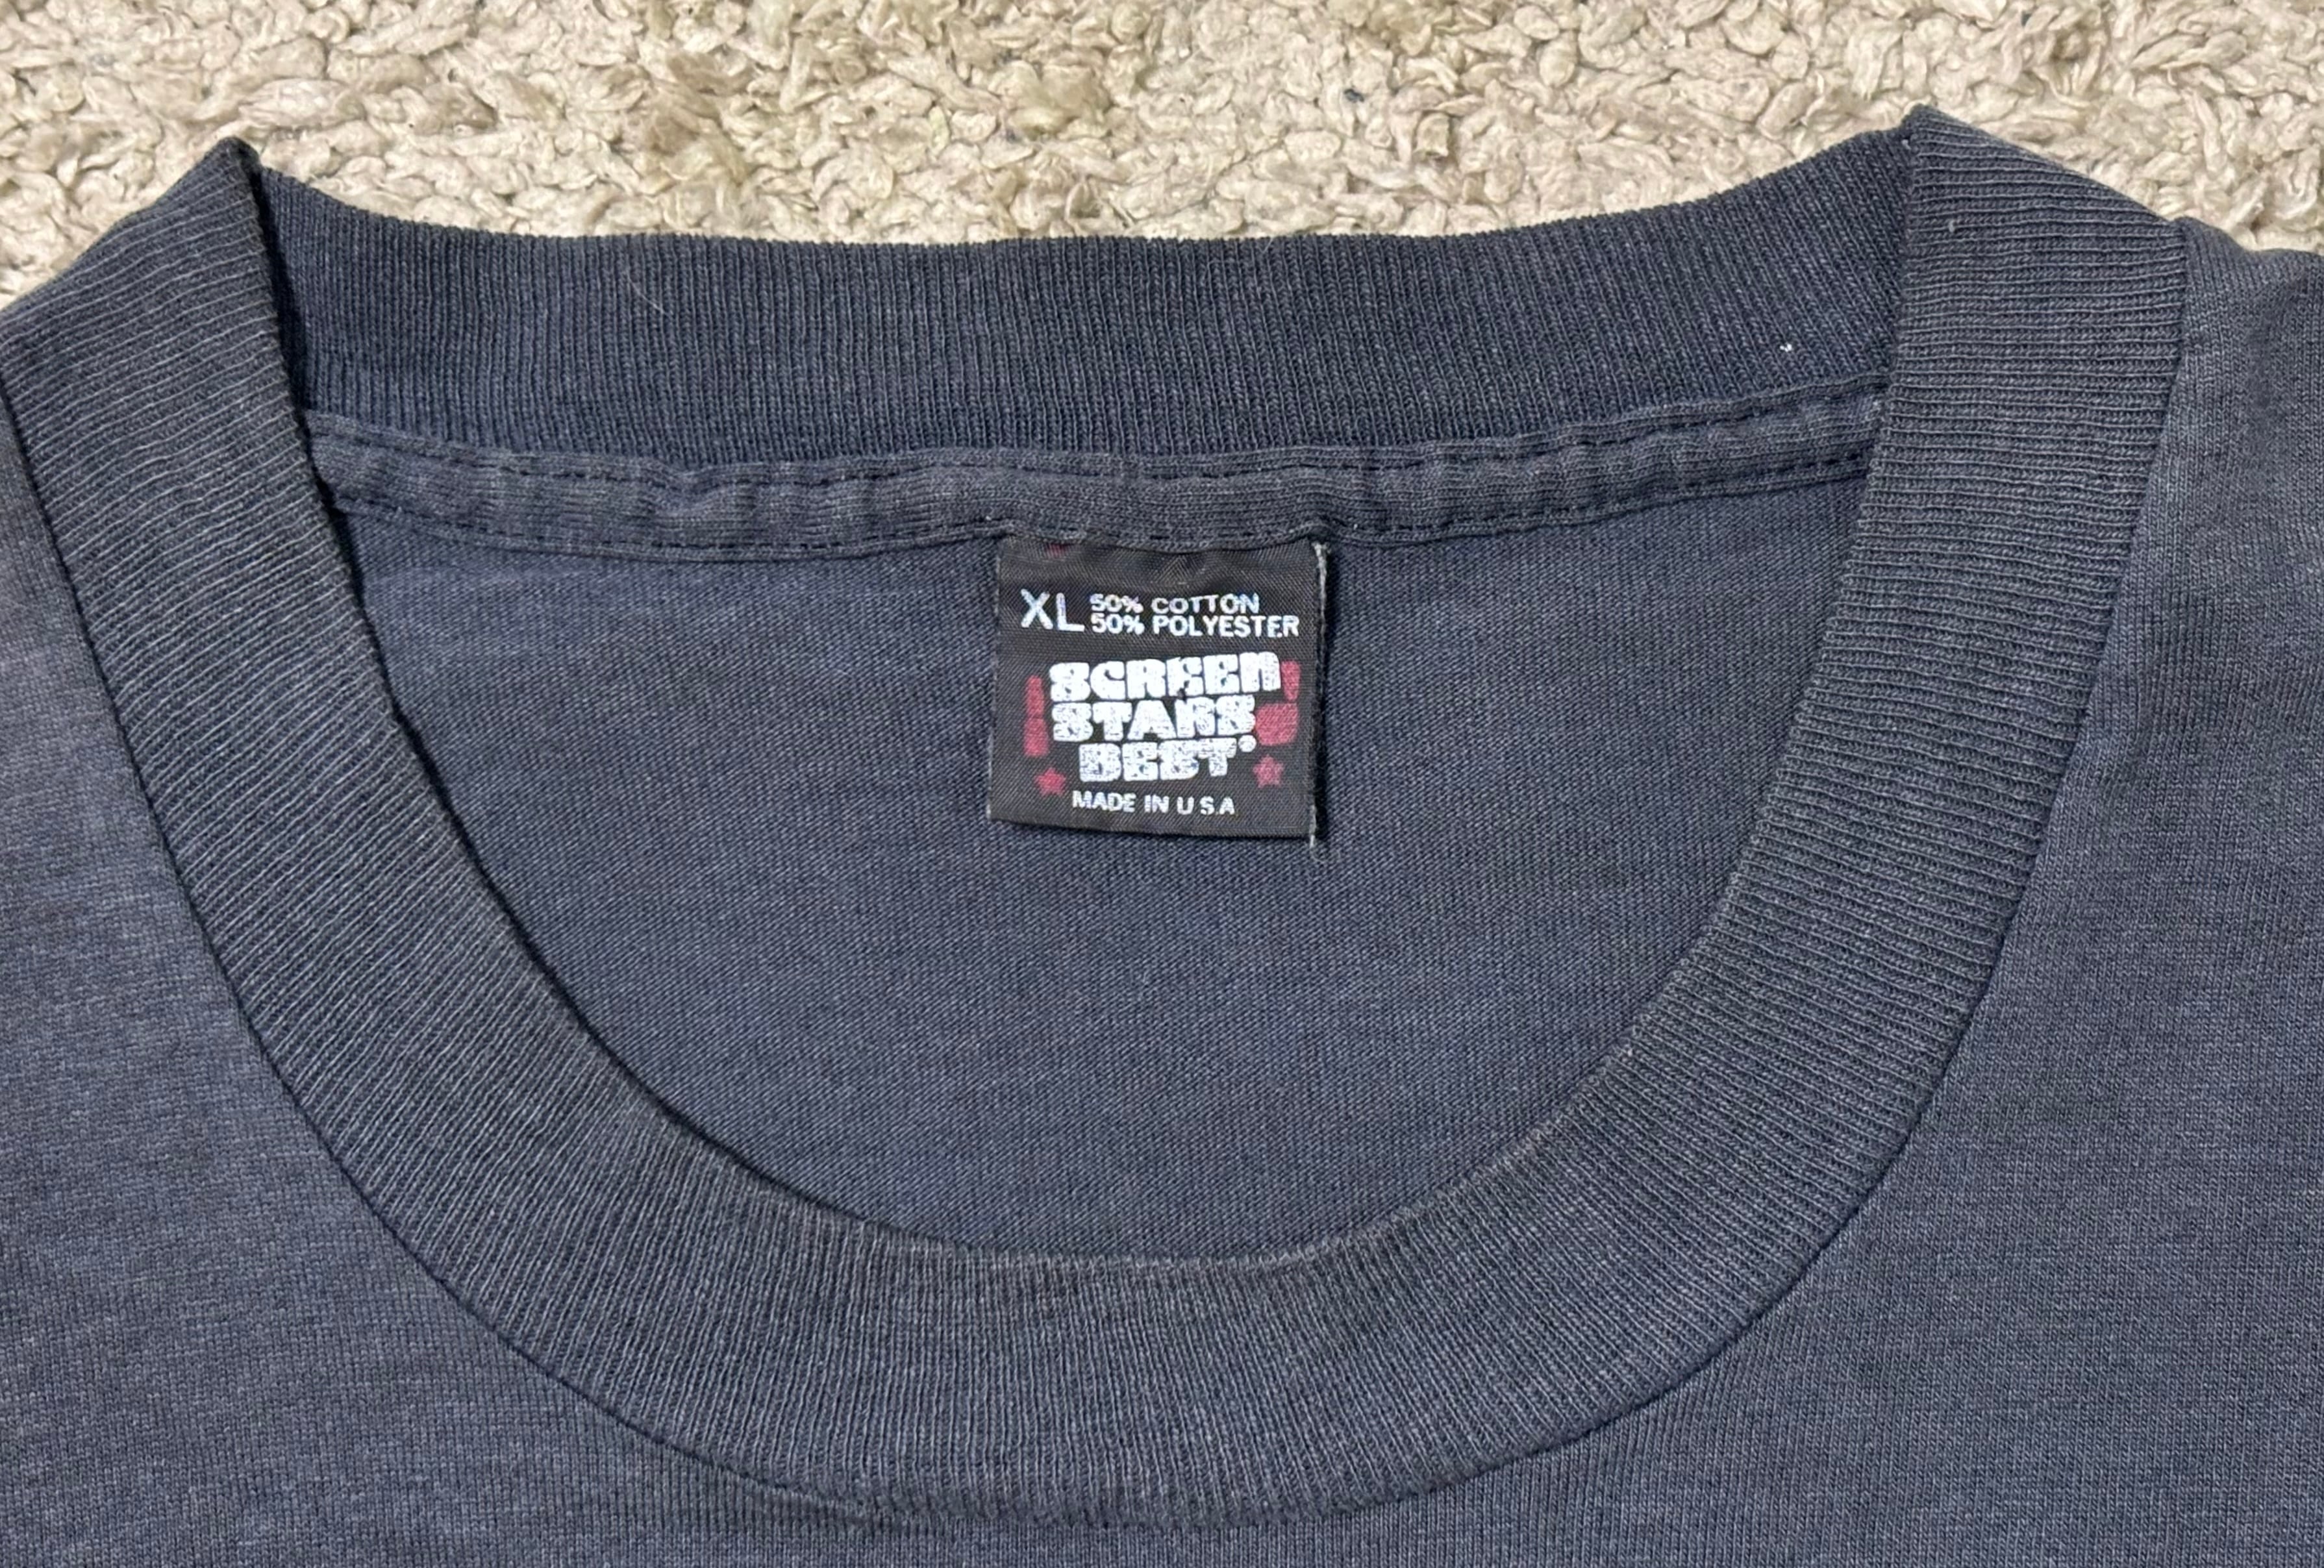 XL 50% COTTON
50% POLYESTER
SCREEN
STARS
BEST®
MADE IN U S.A